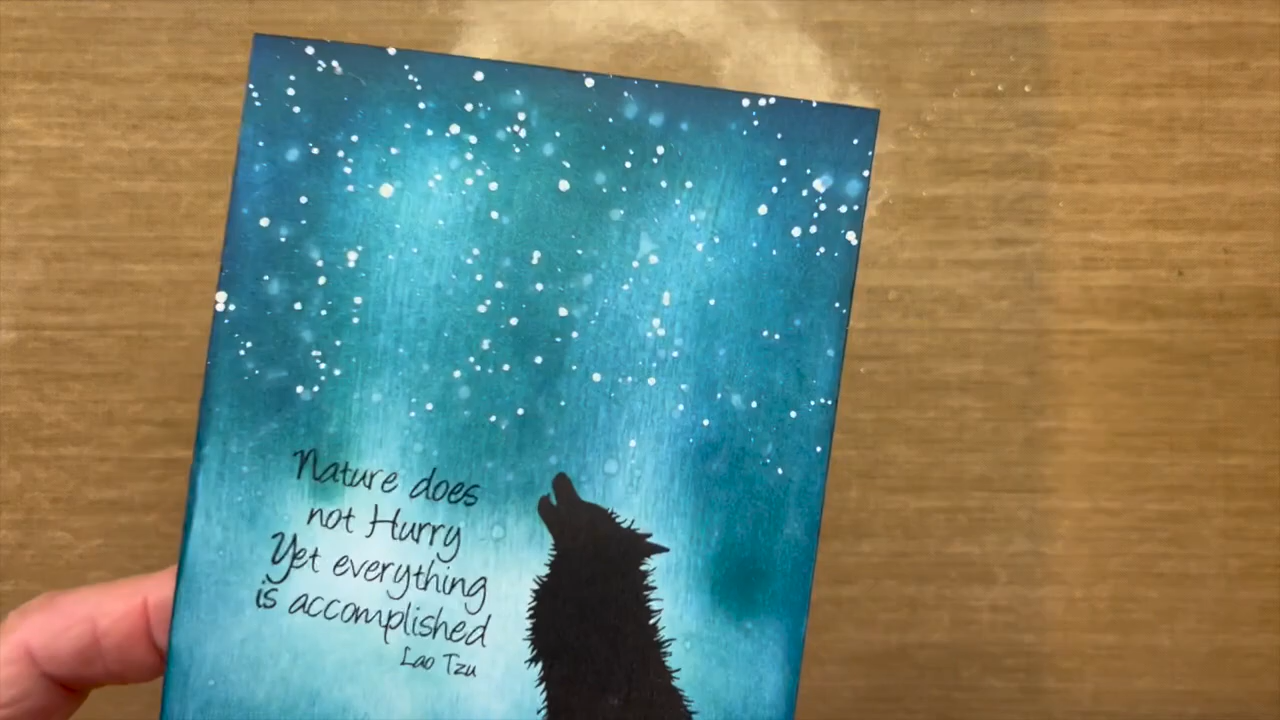 Nature does
not Hurry
Yet everything
is accomplished
Lao Tzu